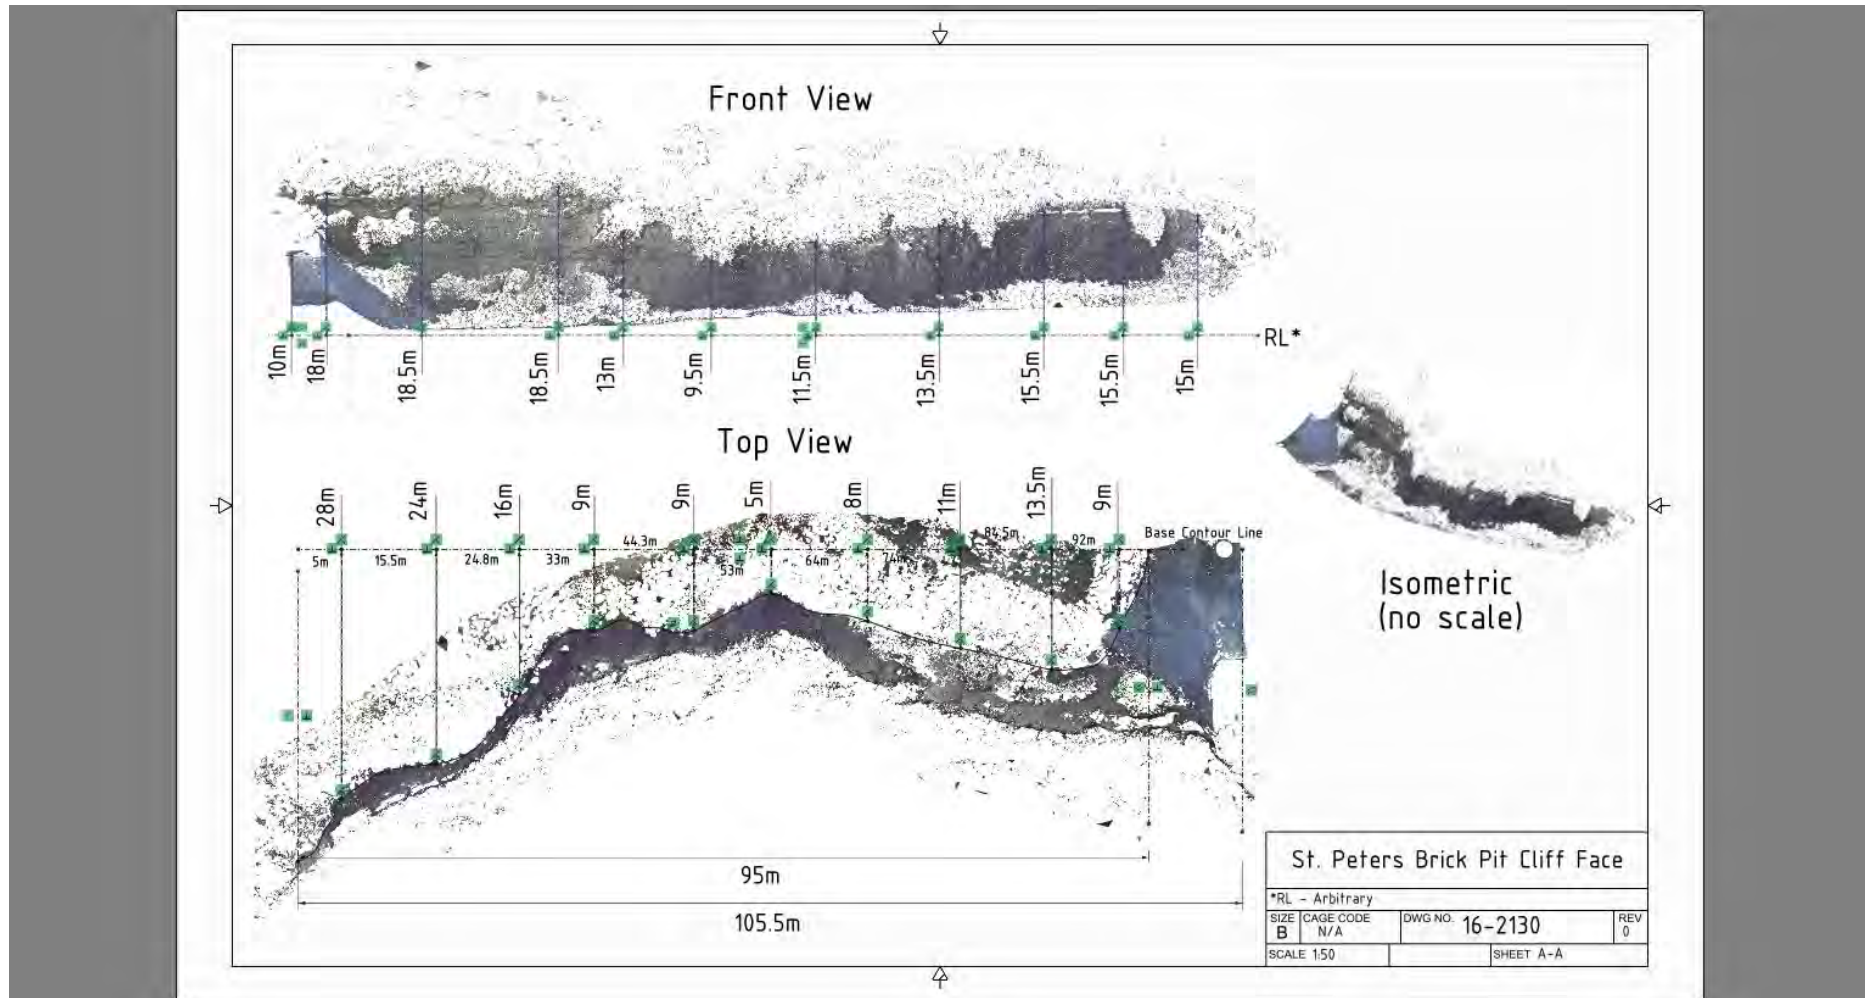 Front View
RL*
10m
18m
18.5m
18.5m
13m
9.5m
11.5m
13.5m
15.5m
15.5m
15m
Top View
28m
24m
16m
9m
9m
5m
8m
11m
13.5m
9m
5m
15.5m
24.8m
33m
44.3m
53m
64m
74m
84.5m
92m
Base Contour Line
Isometric
(no scale)
95m
105.5m
St. Peters Brick Pit Cliff Face
*RL - Arbitrary
SIZE B
CAGE CODE N/A
DWG NO. 16-2130
REV 0
SCALE 1:50
SHEET A-A